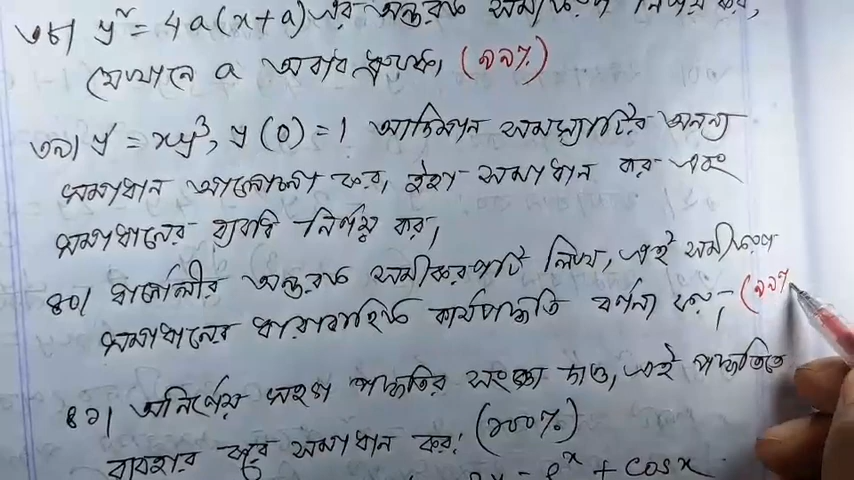 ৩৮। y² = 4a(x+a) এর অন্তরক সমীকরণ নির্ণয় কর,
যেখানে a অবাধ ধ্রুবক, (৯৯%)
৩৯। y' = xy³, y(0) = 1 আদিমান সমস্যাটির অনন্য
সমাধান আলোচনা কর, ইহা সমাধান কর এবং
সমাধানের ব্যবধি নির্ণয় কর,
৪০। বার্নোলীর অন্তরক সমীকরণটি লিখ, এই সমীকরণ
সমাধানের ধারাবাহিক কার্যপদ্ধতি বর্ণনা কর, (৯৯%
৪১। অনির্ণেয় সহগ পদ্ধতির সংজ্ঞা দাও, এই পদ্ধতিতে
ব্যবহার করে সমাধান কর: (১০০%)
= e^x + cosx